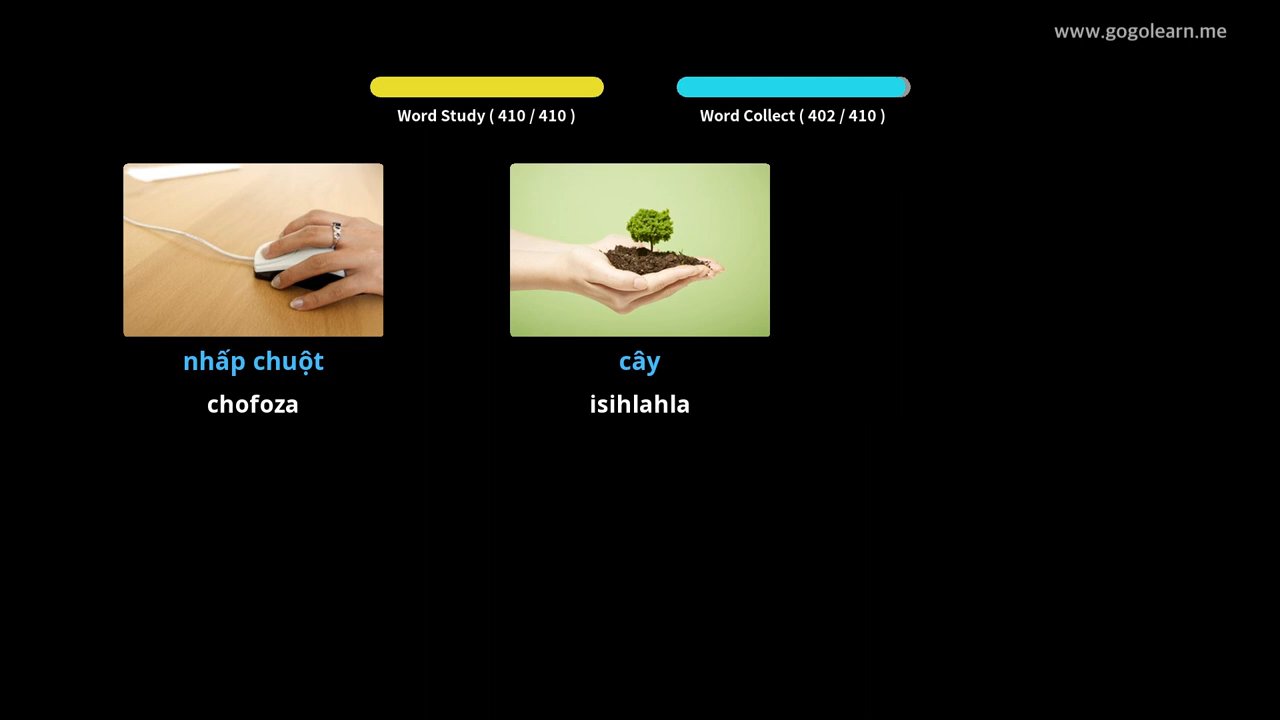 www.gogolearn.me
Word Study ( 410 / 410 )
Word Collect ( 402 / 410 )
nhấp chuột
cây
chofoza
isihlahla